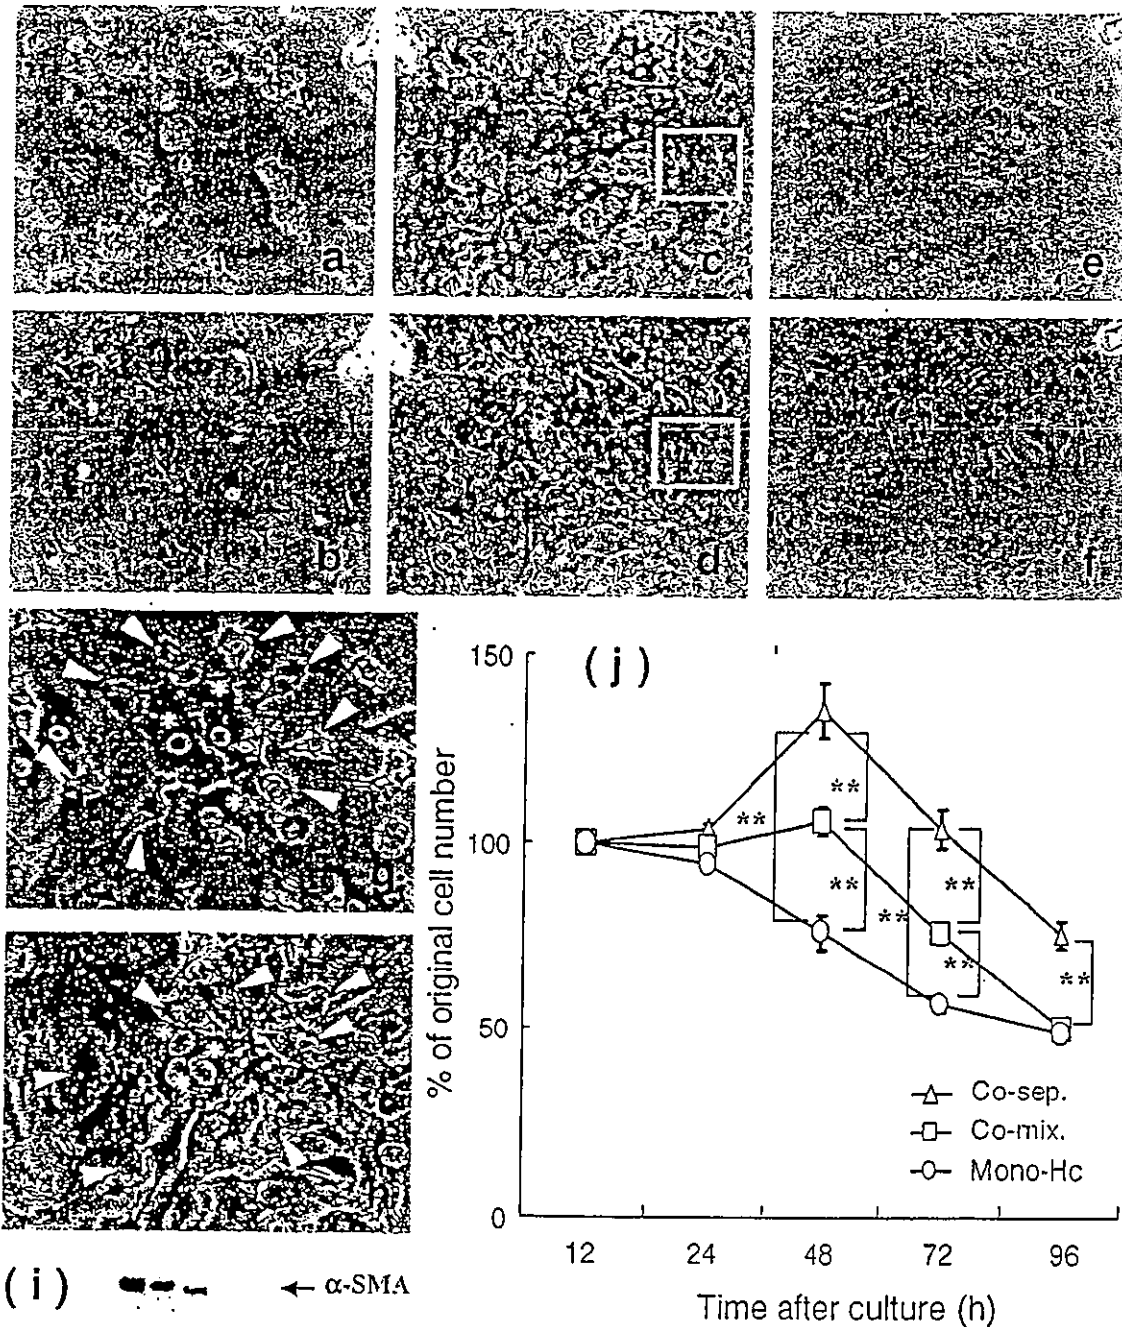 a
c
e
b
d
f
g
( j )
150
100
50
0
% of original cell number
**
**
**
**
**
**
**
Co-sep.
Co-mix.
Mono-Hc
12 24 48 72 96
Time after culture (h)
( i )
← α-SMA